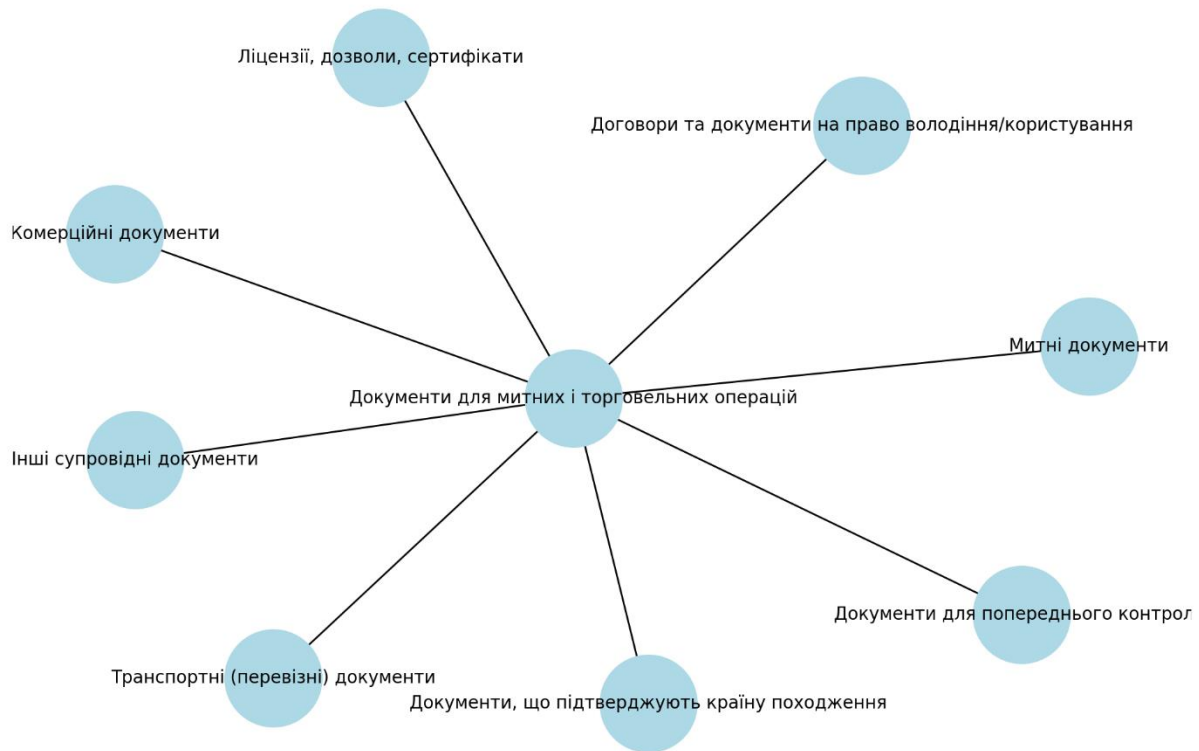 Ліцензії, дозволи, сертифікати
Договори та документи на право володіння/користування
Комерційні документи
Митні документи
Документи для митних і торговельних операцій
Інші супровідні документи
Документи для попереднього контрол
Транспортні (перевізні) документи
Документи, що підтверджують країну походження